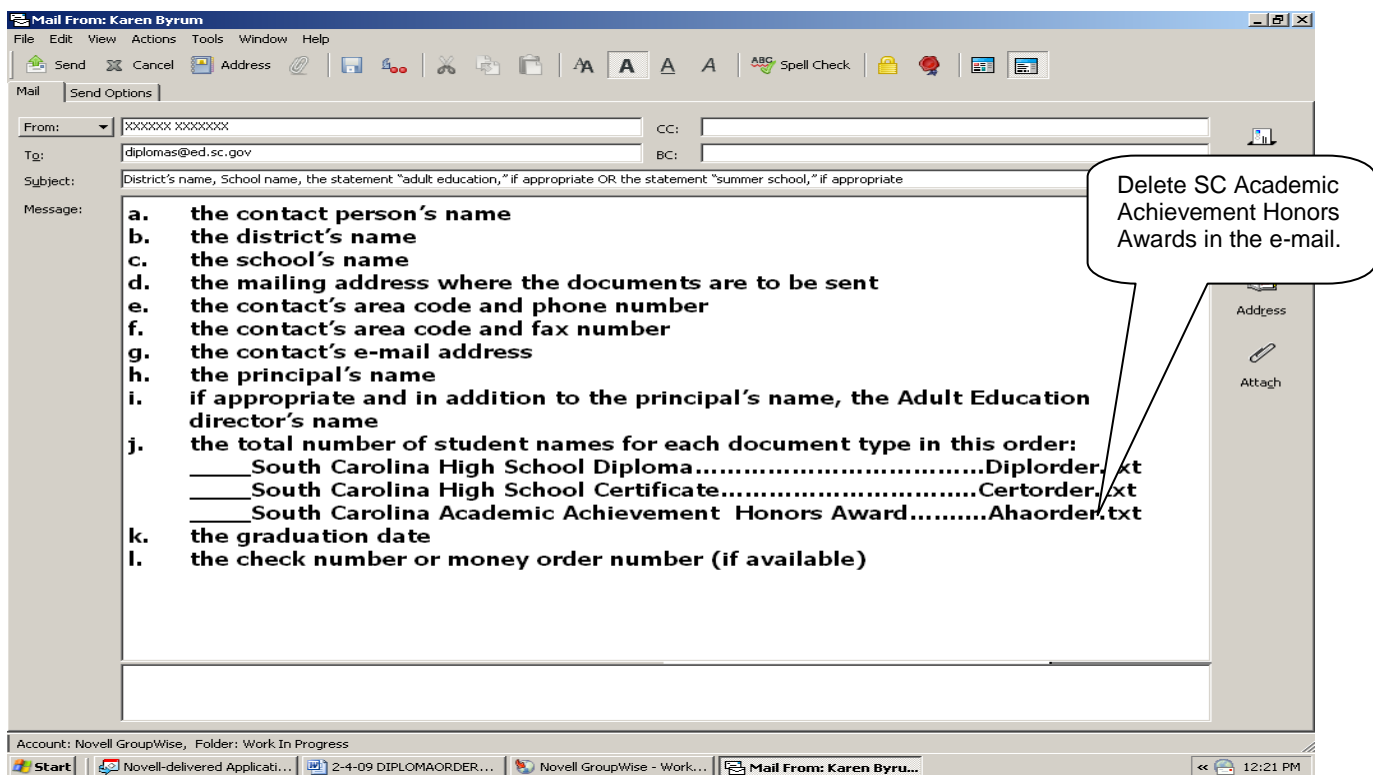 Mail From: Karen Byrum
File Edit View Actions Tools Window Help
Send Cancel Address A A A A ABC Spell Check
Mail Send Options
From: XXXXXX XXXXXXX CC:
To: diplomas@ed.sc.gov BC:
Subject: District's name, School name, the statement "adult education," if appropriate OR the statement "summer school," if appropriate
Message:
a. the contact person's name
b. the district's name
c. the school's name
d. the mailing address where the documents are to be sent
e. the contact's area code and phone number
f. the contact's area code and fax number
g. the contact's e-mail address
h. the principal's name
i. if appropriate and in addition to the principal's name, the Adult Education
director's name
j. the total number of student names for each document type in this order:
_____South Carolina High School Diploma....................................Diplorder.txt
_____South Carolina High School Certificate................................Certorder.txt
_____South Carolina Academic Achievement Honors Award..........Ahaorder.txt
k. the graduation date
l. the check number or money order number (if available)
Delete SC Academic
Achievement Honors
Awards in the e-mail.
Address
Attach
Account: Novell GroupWise, Folder: Work In Progress
Start Novell-delivered Applicati... 2-4-09 DIPLOMAORDER... Novell GroupWise - Work... Mail From: Karen Byru... « 12:21 PM